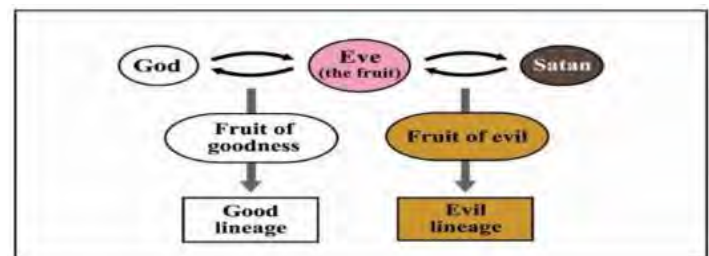 God
Eve
(the fruit)
Satan
Fruit of
goodness
Fruit of evil
Good
lineage
Evil
lineage